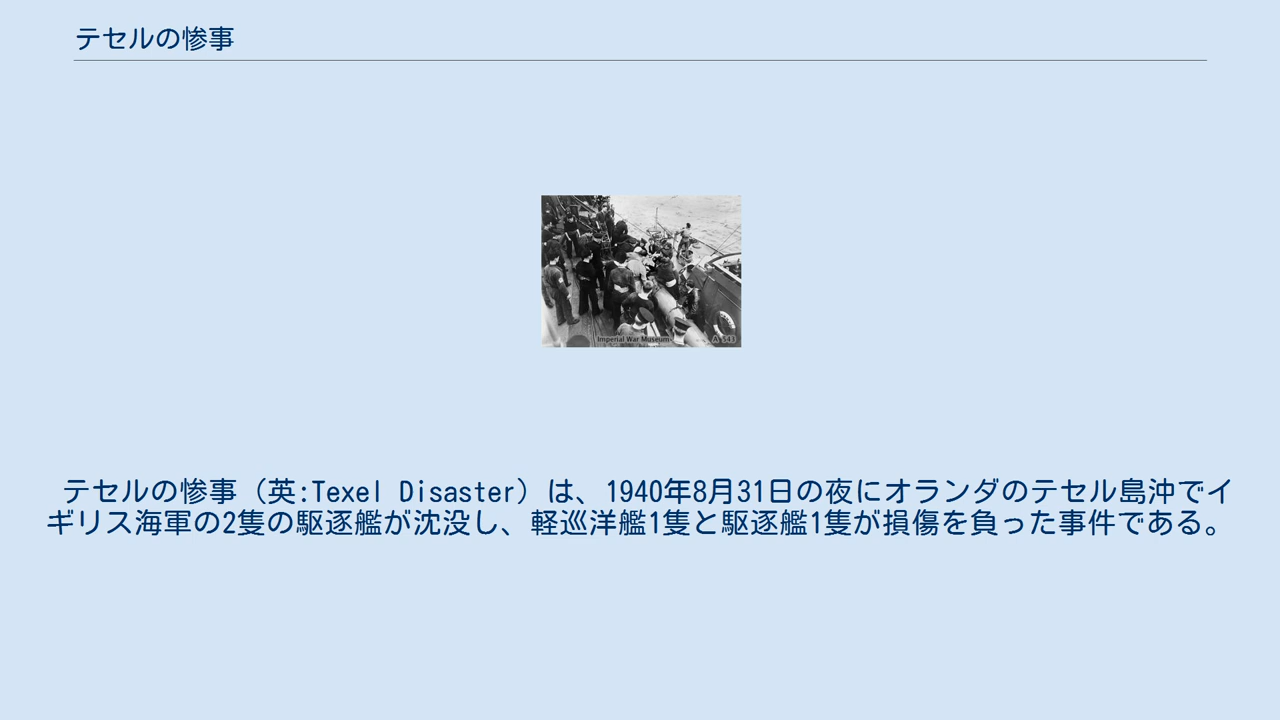 テセルの惨事
Imperial War Museum
A 541
テセルの惨事（英:Texel Disaster）は、1940年8月31日の夜にオランダのテセル島沖でイ
ギリス海軍の2隻の駆逐艦が沈没し、軽巡洋艦1隻と駆逐艦1隻が損傷を負った事件である。